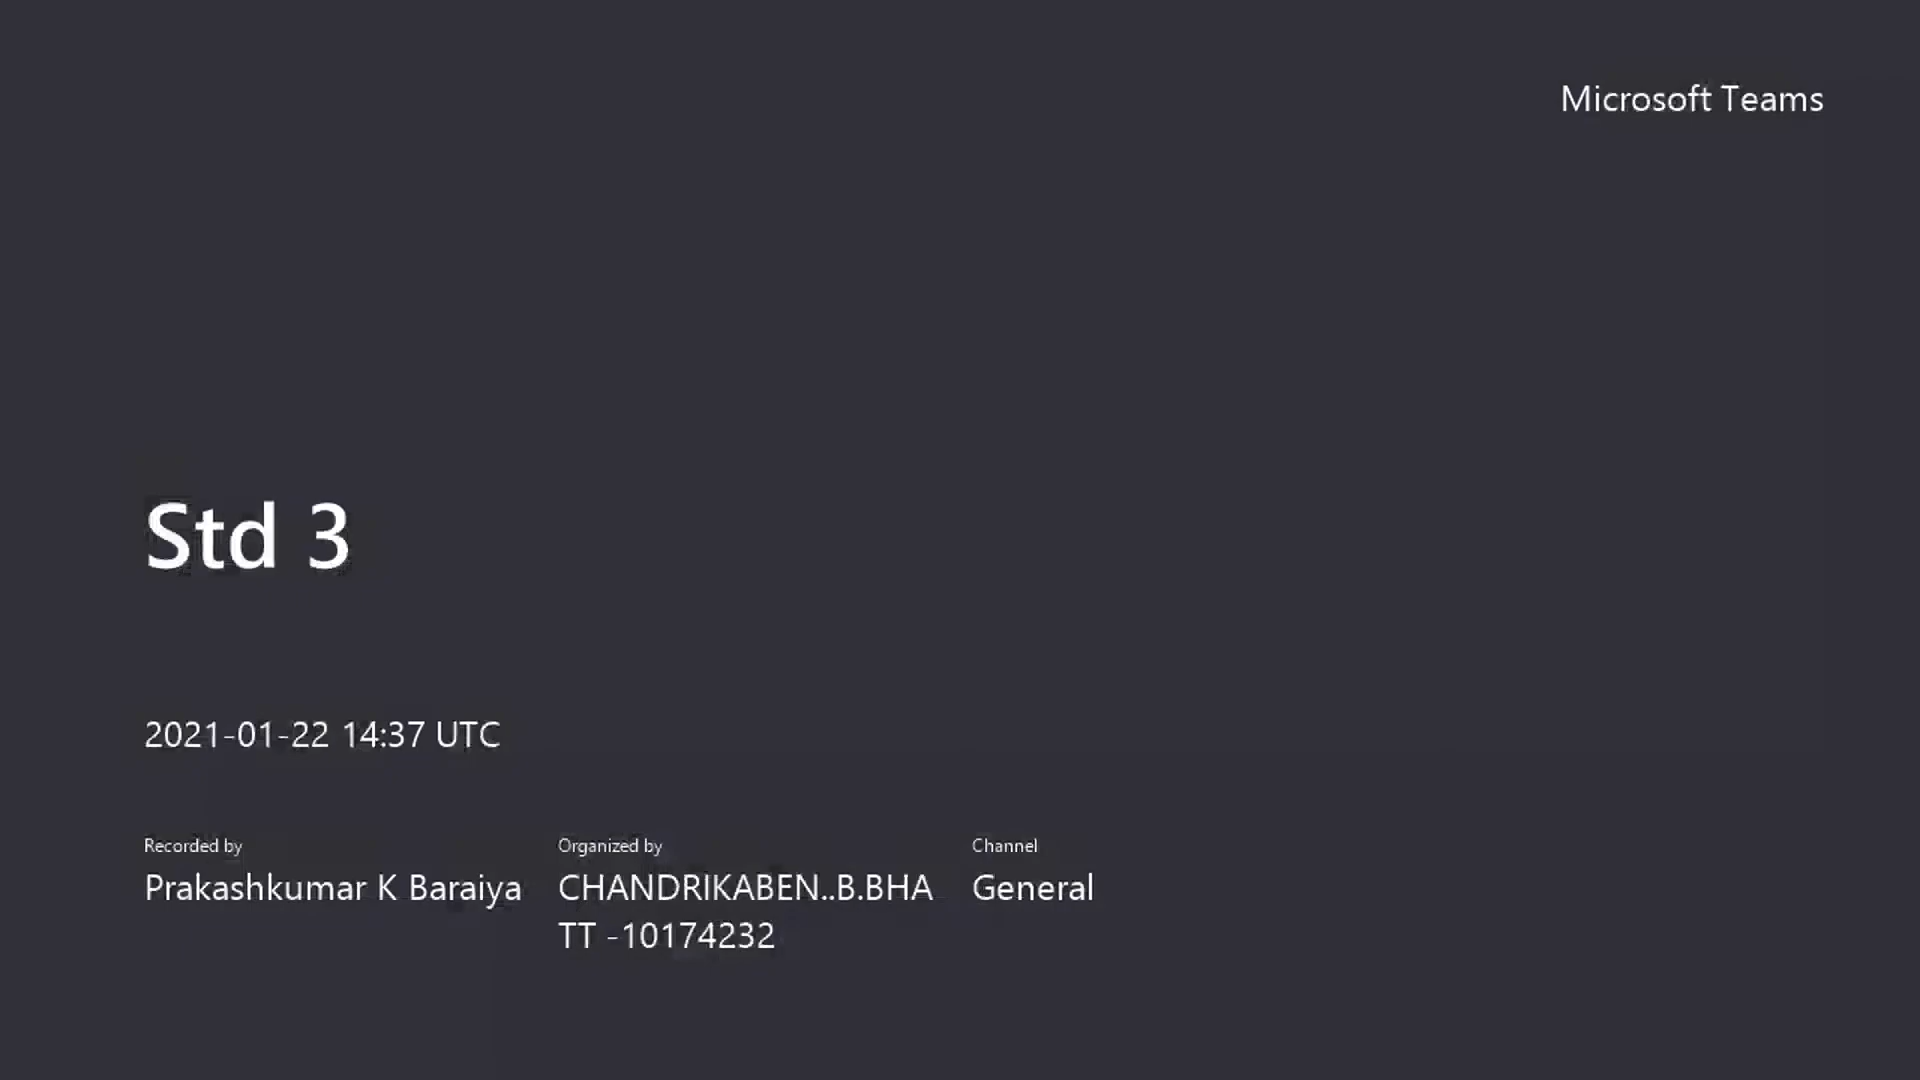 Microsoft Teams
Std 3
2021-01-22 14:37 UTC
Recorded by
Prakashkumar K Baraiya
Organized by
CHANDRIKABEN..B.BHA
TT -10174232
Channel
General